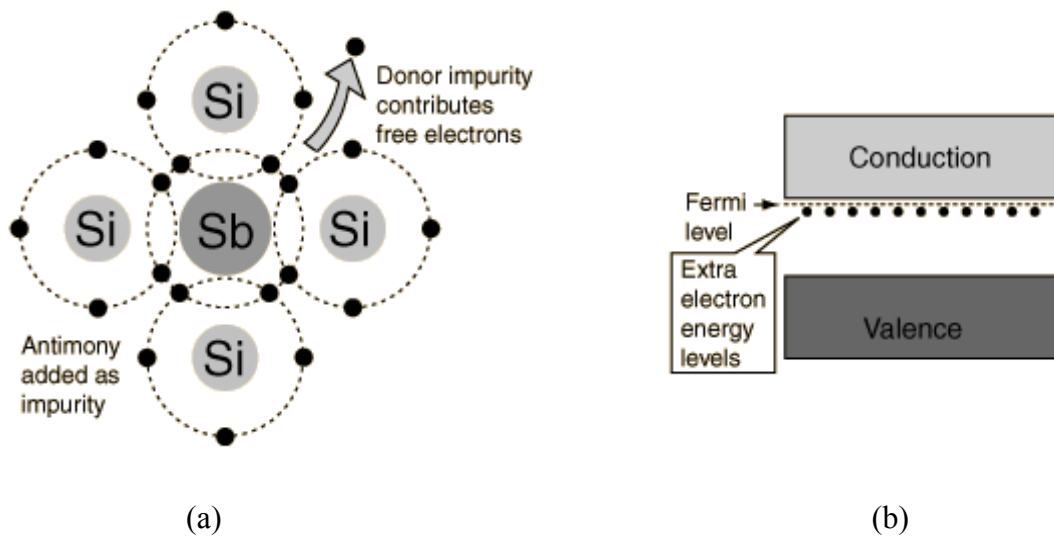 Si
Donor impurity
contributes
free electrons
Si
Sb
Si
Si
Antimony
added as
impurity
(a)
Conduction
Fermi
level
Extra
electron
energy
levels
Valence
(b)